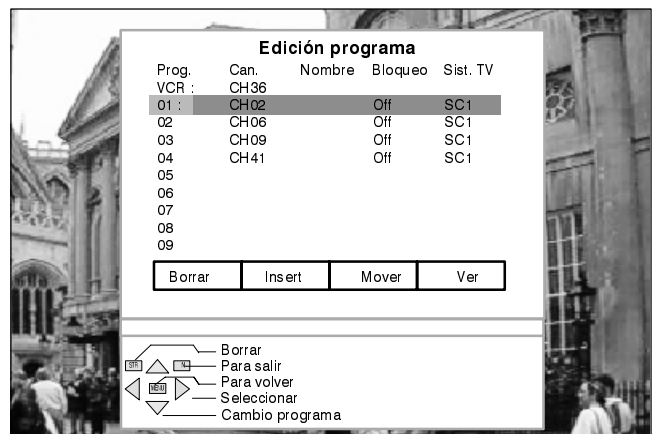 Edición programa
Prog. Can. Nombre Bloqueo Sist. TV
VCR : CH36
01 : CH02 Off SC1
02 CH06 Off SC1
03 CH09 Off SC1
04 CH41 Off SC1
05
06
07
08
09
Borrar Insert Mover Ver
Borrar
STR N Para salir
MENU Para volver
Seleccionar
Cambio programa